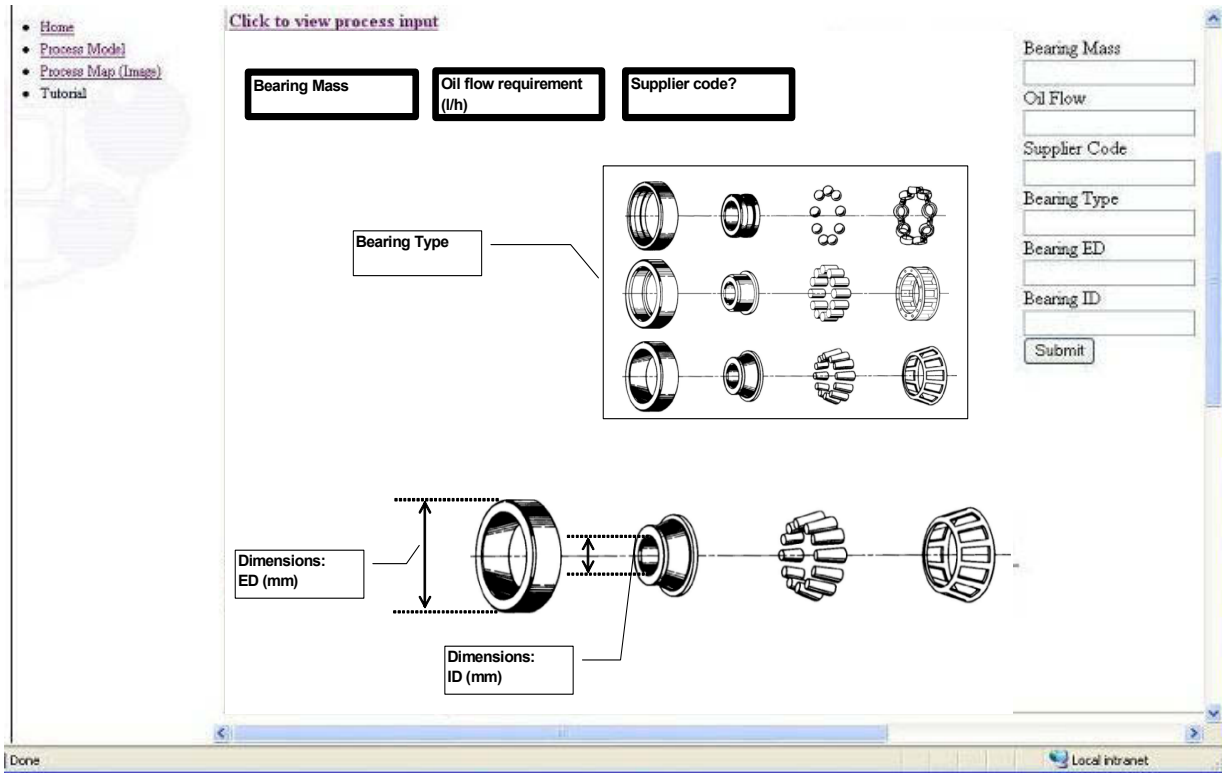 Home
Process Model
Process Map (Image)
Tutorial
Click to view process input
Bearing Mass
Oil flow requirement
(l/h)
Supplier code?
Bearing Type
Dimensions:
ED (mm)
Dimensions:
ID (mm)
Bearing Mass
Oil Flow
Supplier Code
Bearing Type
Bearing ED
Bearing ID
Submit
Done
Local intranet